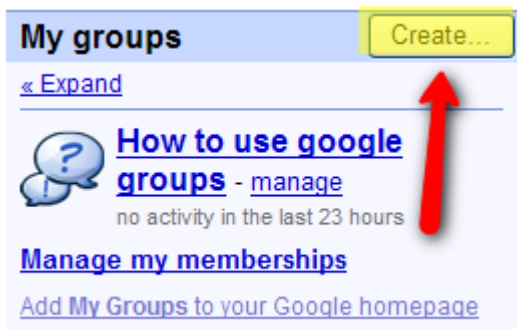 My groups Create...
« Expand
How to use google
groups - manage
no activity in the last 23 hours
Manage my memberships
Add My Groups to your Google homepage